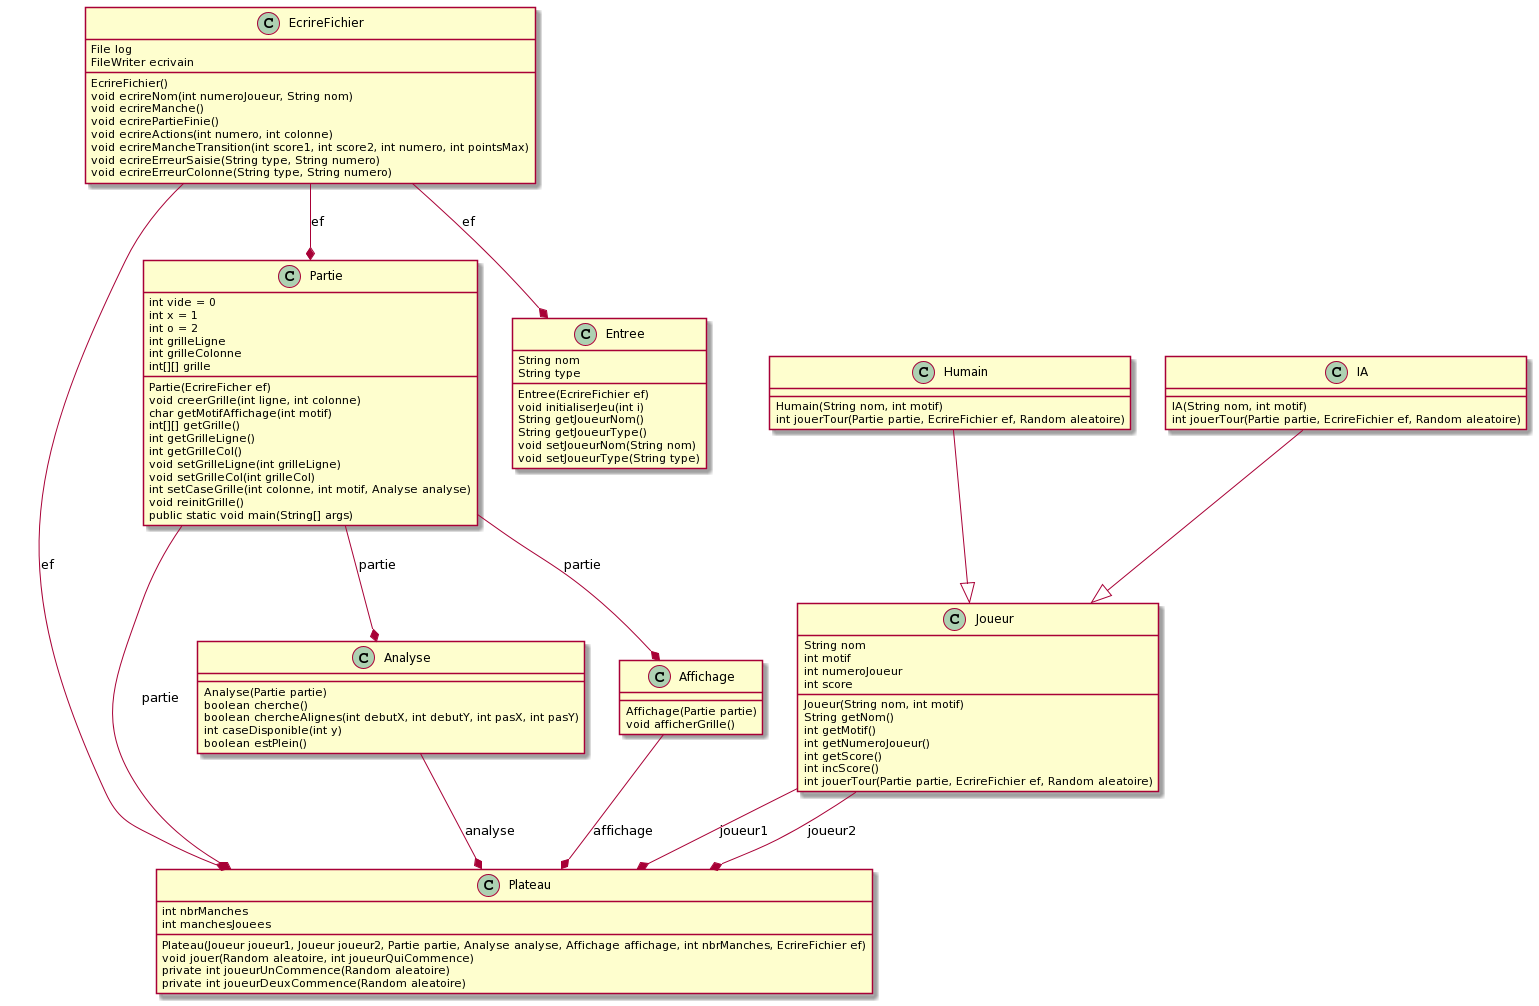 C EcrireFichier
File log
FileWriter ecrivain
EcrireFichier()
void ecrireNom(int numeroJoueur, String nom)
void ecrireManche()
void ecrirePartieFinie()
void ecrireActions(int numero, int colonne)
void ecrireMancheTransition(int score1, int score2, int numero, int pointsMax)
void ecrireErreurSaisie(String type, String numero)
void ecrireErreurColonne(String type, String numero)
ef
ef
C Partie
int vide = 0
int x = 1
int o = 2
int grilleLigne
int grilleColonne
int[][] grille
Partie(EcrireFicher ef)
void creerGrille(int ligne, int colonne)
char getMotifAffichage(int motif)
int[][] getGrille()
int getGrilleLigne()
int getGrilleCol()
void setGrilleLigne(int grilleLigne)
void setGrilleCol(int grilleCol)
int setCaseGrille(int colonne, int motif, Analyse analyse)
void reinitGrille()
public static void main(String[] args)
C Entree
String nom
String type
Entree(EcrireFichier ef)
void initialiserJeu(int i)
String getJoueurNom()
String getJoueurType()
void setJoueurNom(String nom)
void setJoueurType(String type)
C Humain
Humain(String nom, int motif)
int jouerTour(Partie partie, EcrireFichier ef, Random aleatoire)
C IA
IA(String nom, int motif)
int jouerTour(Partie partie, EcrireFichier ef, Random aleatoire)
ef
partie
partie
C Analyse
Analyse(Partie partie)
boolean cherche()
boolean chercheAlignes(int debutX, int debutY, int pasX, int pasY)
int caseDisponible(int y)
boolean estPlein()
C Affichage
Affichage(Partie partie)
void afficherGrille()
C Joueur
String nom
int motif
int numeroJoueur
int score
Joueur(String nom, int motif)
String getNom()
int getMotif()
int getNumeroJoueur()
int getScore()
int incScore()
int jouerTour(Partie partie, EcrireFichier ef, Random aleatoire)
partie
analyse
affichage
joueur1
joueur2
C Plateau
int nbrManches
int manchesJouees
Plateau(Joueur joueur1, Joueur joueur2, Partie partie, Analyse analyse, Affichage affichage, int nbrManches, EcrireFichier ef)
void jouer(Random aleatoire, int joueurQuiCommence)
private int joueurUnCommence(Random aleatoire)
private int joueurDeuxCommence(Random aleatoire)